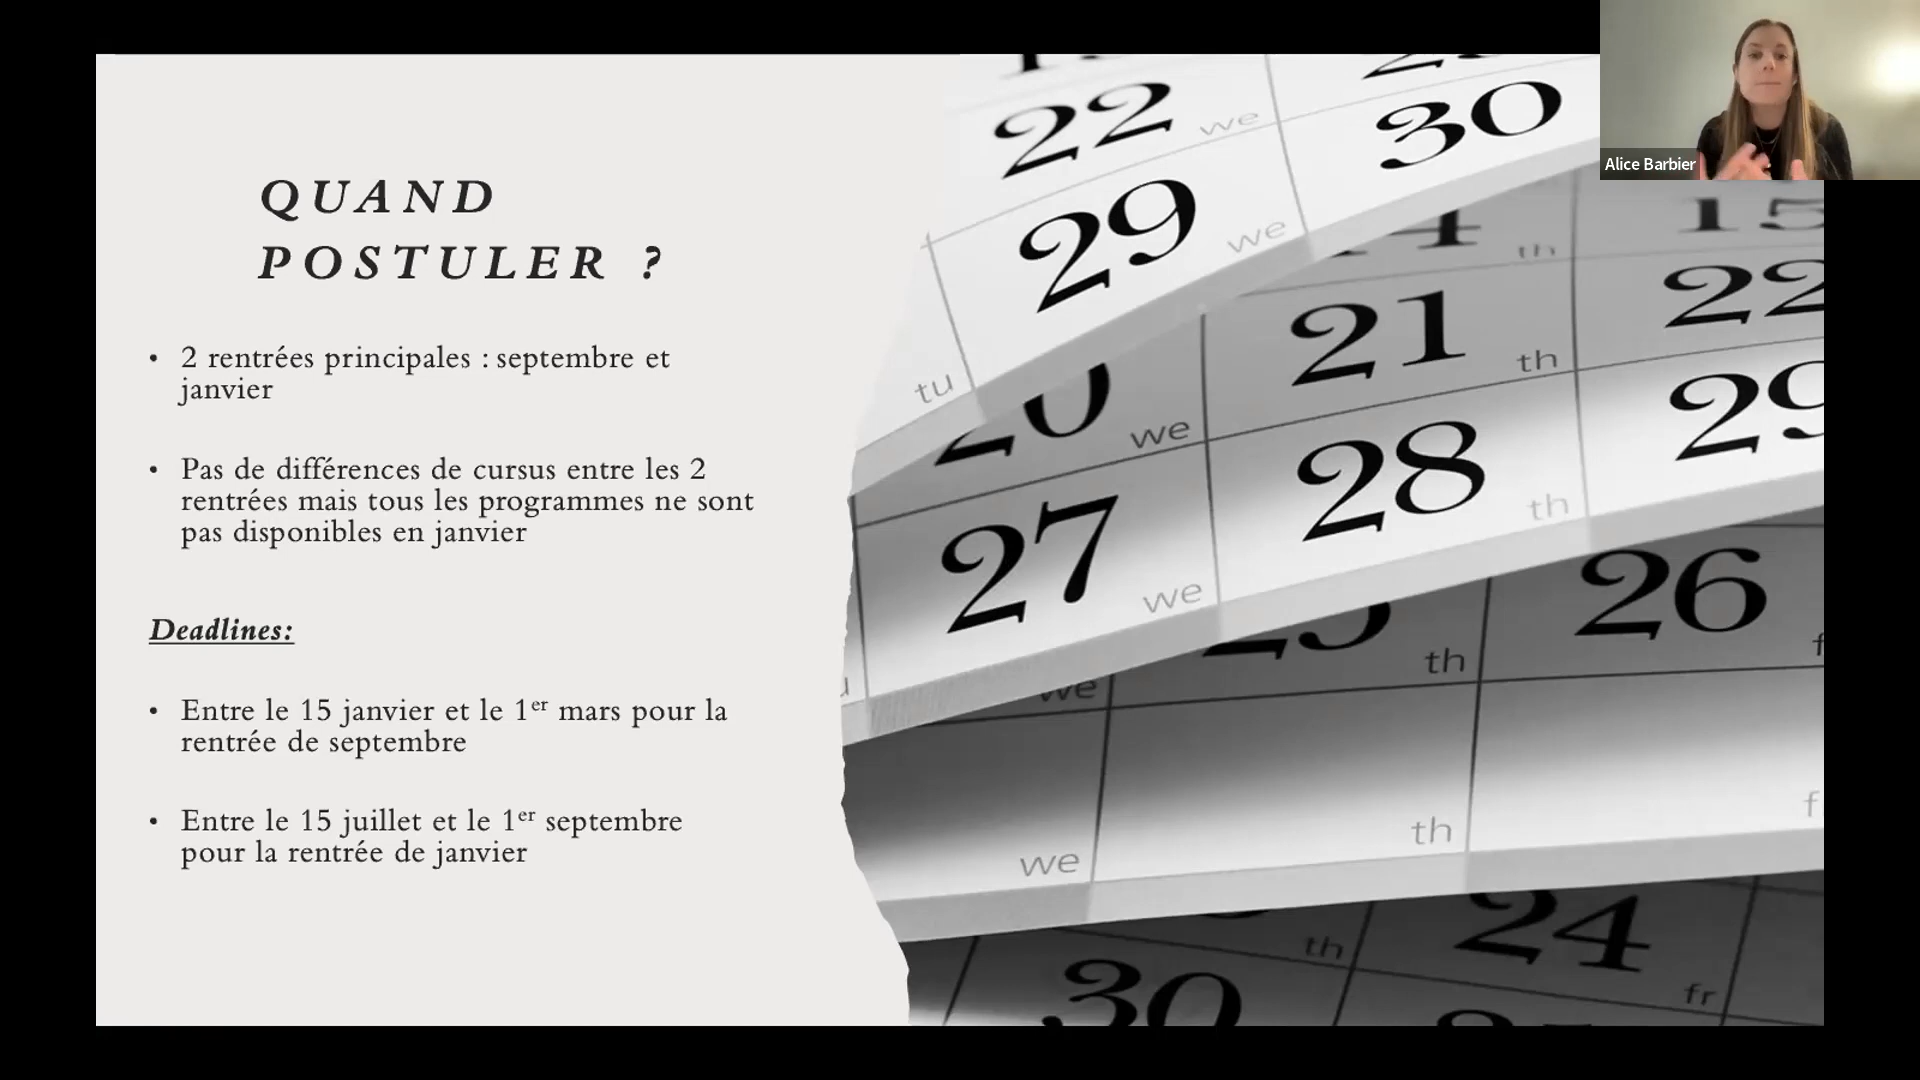 QUAND
POSTULER ?
• 2 rentrées principales : septembre et
janvier
• Pas de différences de cursus entre les 2
rentrées mais tous les programmes ne sont
pas disponibles en janvier
Deadlines:
• Entre le 15 janvier et le 1er mars pour la
rentrée de septembre
• Entre le 15 juillet et le 1er septembre
pour la rentrée de janvier
Alice Barbier
22 we 30
29 we
tu
th 15
20 we 21 th 22
27 we 28 th 29
we th 26
we th f
th 24 fr
30